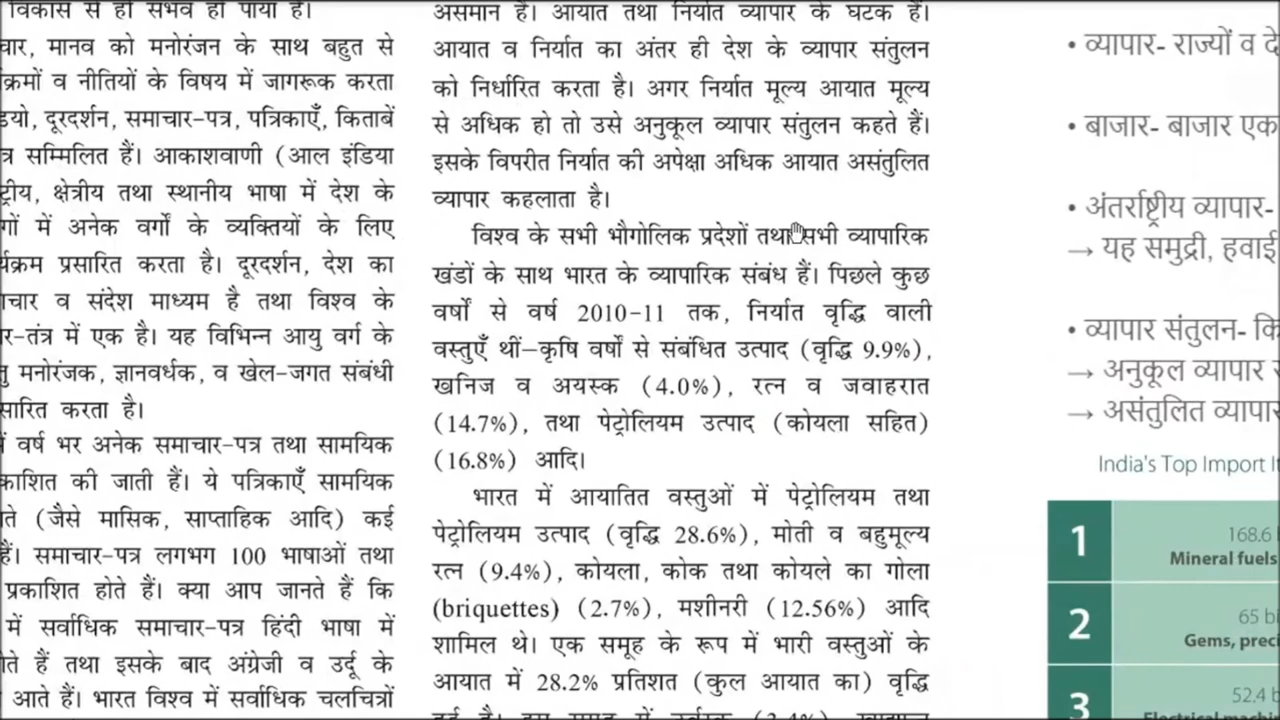 विकास से ही संभव हो पाया है।
चार, मानव को मनोरंजन के साथ बहुत से
क्रमों व नीतियों के विषय में जागरूक करता
डयो, दूरदर्शन, समाचार-पत्र, पत्रिकाएँ, किताबें
त्र सम्मिलित हैं। आकाशवाणी (आल इंडिया
ट्रीय, क्षेत्रीय तथा स्थानीय भाषा में देश के
गों में अनेक वर्गों के व्यक्तियों के लिए
र्यक्रम प्रसारित करता है। दूरदर्शन, देश का
ाचार व संदेश माध्यम है तथा विश्व के
र-तंत्र में एक है। यह विभिन्न आयु वर्ग के
तु मनोरंजक, ज्ञानवर्धक, व खेल-जगत संबंधी
सारित करता है।
में वर्ष भर अनेक समाचार-पत्र तथा सामयिक
काशित की जाती हैं। ये पत्रिकाएँ सामयिक
ते (जैसे मासिक, साप्ताहिक आदि) कई
हैं। समाचार-पत्र लगभग 100 भाषाओं तथा
प्रकाशित होते हैं। क्या आप जानते हैं कि
में सर्वाधिक समाचार-पत्र हिंदी भाषा में
ोते हैं तथा इसके बाद अंग्रेजी व उर्दू के
आते हैं। भारत विश्व में सर्वाधिक चलचित्रों
असमान है। आयात तथा निर्यात व्यापार के घटक हैं।
आयात व निर्यात का अंतर ही देश के व्यापार संतुलन
को निर्धारित करता है। अगर निर्यात मूल्य आयात मूल्य
से अधिक हो तो उसे अनुकूल व्यापार संतुलन कहते हैं।
इसके विपरीत निर्यात की अपेक्षा अधिक आयात असंतुलित
व्यापार कहलाता है।
विश्व के सभी भौगोलिक प्रदेशों तथा सभी व्यापारिक
खंडों के साथ भारत के व्यापारिक संबंध हैं। पिछले कुछ
वर्षों से वर्ष 2010-11 तक, निर्यात वृद्धि वाली
वस्तुएँ थीं–कृषि वर्षों से संबंधित उत्पाद (वृद्धि 9.9%),
खनिज व अयस्क (4.0%), रत्न व जवाहरात
(14.7%), तथा पेट्रोलियम उत्पाद (कोयला सहित)
(16.8%) आदि।
भारत में आयातित वस्तुओं में पेट्रोलियम तथा
पेट्रोलियम उत्पाद (वृद्धि 28.6%), मोती व बहुमूल्य
रत्न (9.4%), कोयला, कोक तथा कोयले का गोला
(briquettes) (2.7%), मशीनरी (12.56%) आदि
शामिल थे। एक समूह के रूप में भारी वस्तुओं के
आयात में 28.2% प्रतिशत (कुल आयात का) वृद्धि
• व्यापार- राज्यों व दे
• बाजार- बाजार एक
• अंतर्राष्ट्रीय व्यापार-
→ यह समुद्री, हवाई
• व्यापार संतुलन- कि
→ अनुकूल व्यापार
→ असंतुलित व्यापार
India's Top Import I
1
168.6 b
Mineral fuels
2
65 bi
Gems, preci
3
52.4 b